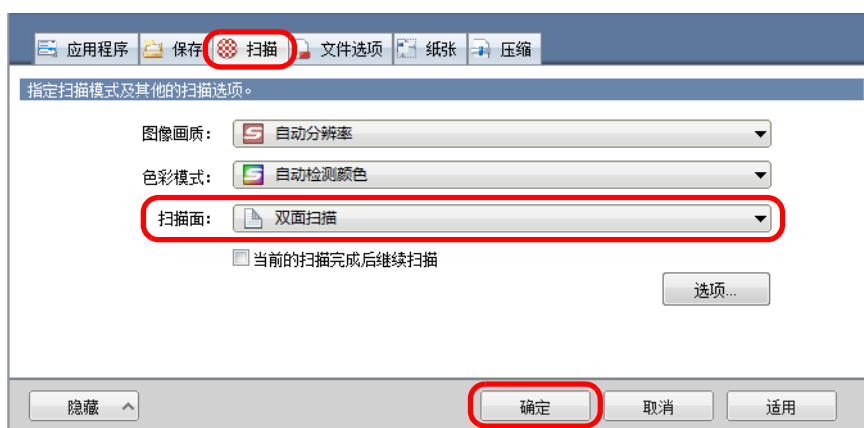 应用程序 保存 扫描 文件选项 纸张 压缩
指定扫描模式及其他的扫描选项。
图像画质： 自动分辨率
色彩模式： 自动检测颜色
扫描面： 双面扫描
当前的扫描完成后继续扫描
选项...
隐藏 确定 取消 适用